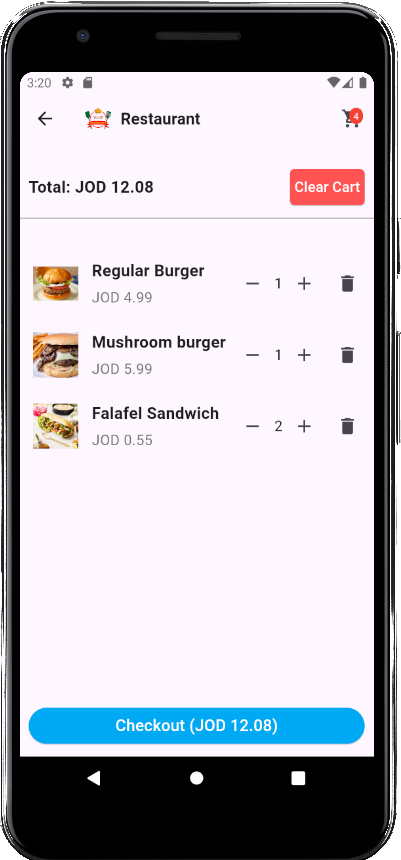 3:20
Restaurant
4
Total: JOD 12.08
Clear Cart
Regular Burger
JOD 4.99
1
Mushroom burger
JOD 5.99
1
Falafel Sandwich
JOD 0.55
2
Checkout (JOD 12.08)